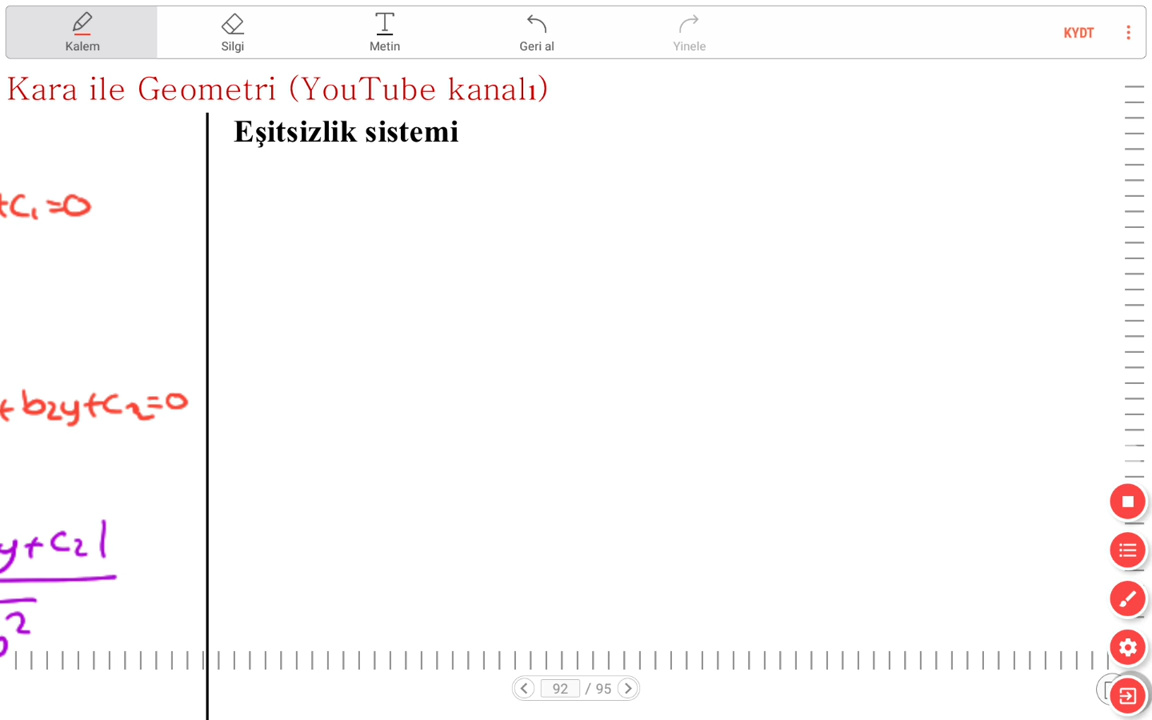 Kalem
Silgi
Metin
Geri al
Yinele
KYDT
Kara ile Geometri (YouTube kanalı)
Eşitsizlik sistemi
+C₁=0
+b₂y+C₂=0
y+C₂|
b²
92 / 95